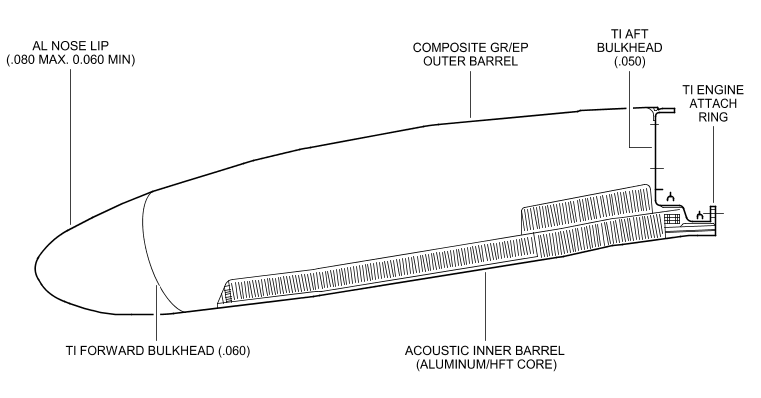 AL NOSE LIP
(.080 MAX. 0.060 MIN)
COMPOSITE GR/EP
OUTER BARREL
TI AFT
BULKHEAD
(.050)
TI ENGINE
ATTACH
RING
TI FORWARD BULKHEAD (.060)
ACOUSTIC INNER BARREL
(ALUMINUM/HFT CORE)